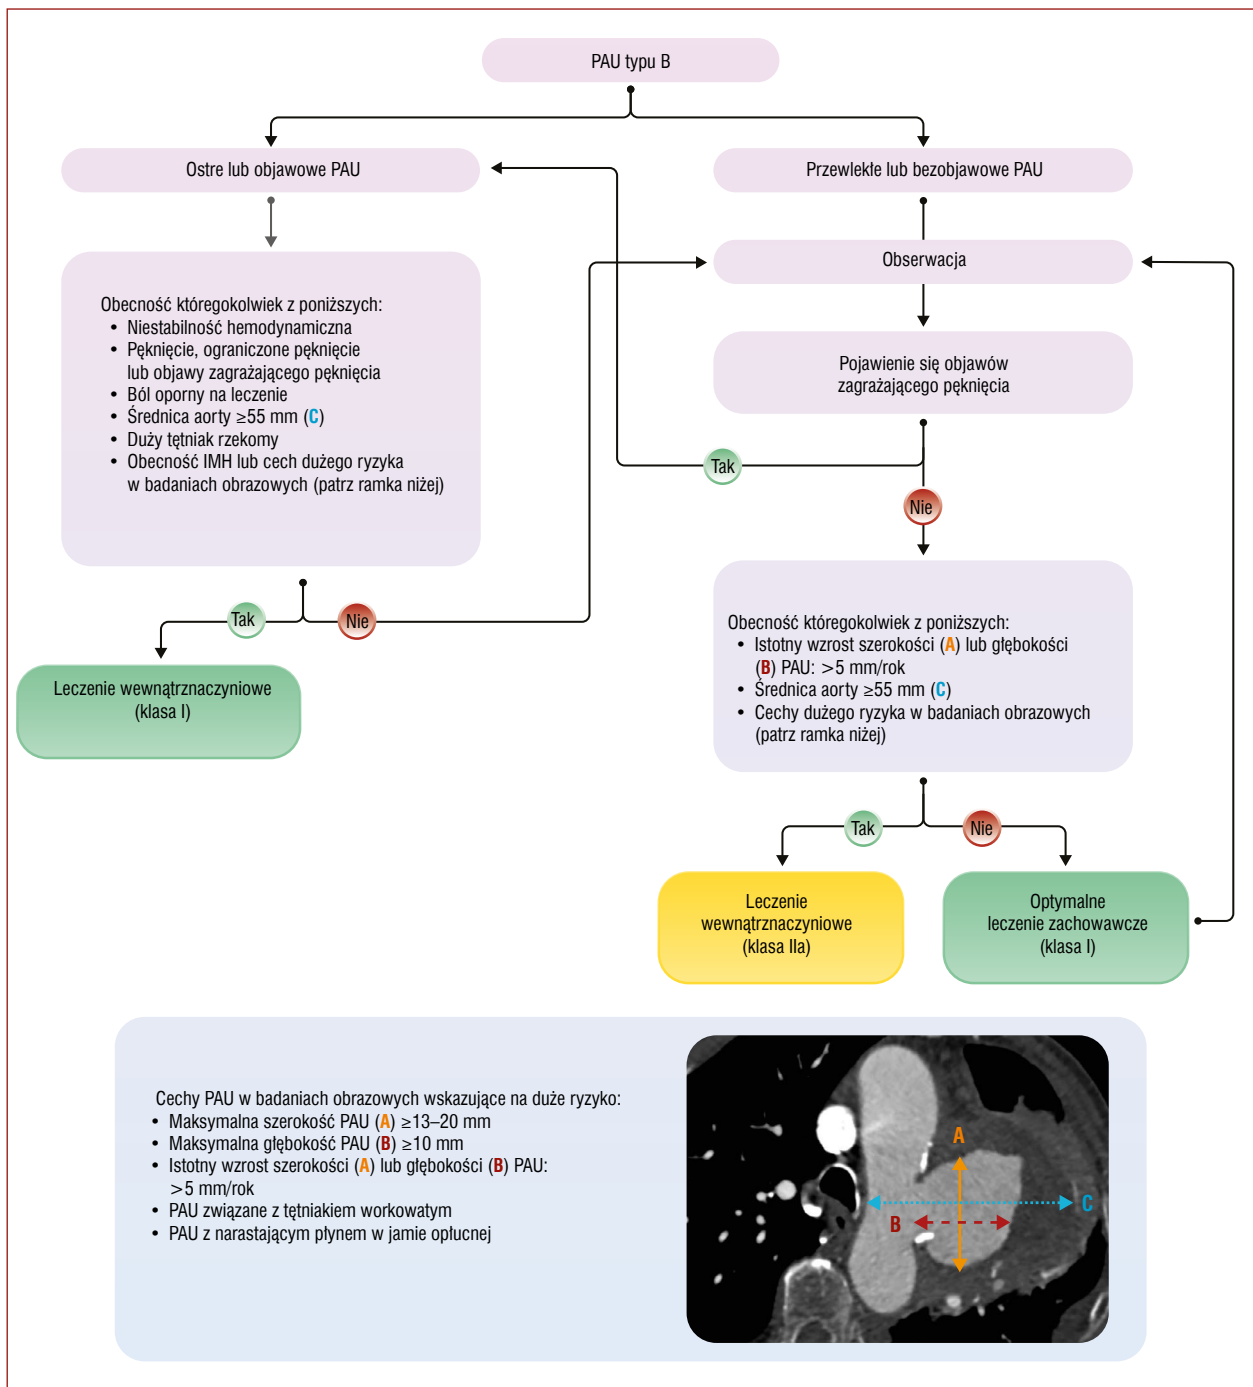 PAU typu B
Ostre lub objawowe PAU
Przewlekłe lub bezobjawowe PAU
Obserwacja
Obecność któregokolwiek z poniższych:
• Niestabilność hemodynamiczna
• Pęknięcie, ograniczone pęknięcie
lub objawy zagrażającego pęknięcia
• Ból oporny na leczenie
• Średnica aorty ≥55 mm (C)
• Duży tętniak rzekomy
• Obecność IMH lub cech dużego ryzyka
w badaniach obrazowych (patrz ramka niżej)
Pojawienie się objawów
zagrażającego pęknięcia
Tak
Nie
Tak
Nie
Leczenie wewnątrznaczyniowe
(klasa I)
Obecność któregokolwiek z poniższych:
• Istotny wzrost szerokości (A) lub głębokości
(B) PAU: >5 mm/rok
• Średnica aorty ≥55 mm (C)
• Cechy dużego ryzyka w badaniach obrazowych
(patrz ramka niżej)
Tak
Nie
Leczenie
wewnątrznaczyniowe
(klasa IIa)
Optymalne
leczenie zachowawcze
(klasa I)
Cechy PAU w badaniach obrazowych wskazujące na duże ryzyko:
• Maksymalna szerokość PAU (A) ≥13–20 mm
• Maksymalna głębokość PAU (B) ≥10 mm
• Istotny wzrost szerokości (A) lub głębokości (B) PAU:
>5 mm/rok
• PAU związane z tętniakiem workowatym
• PAU z narastającym płynem w jamie opłucnej
A
B
C